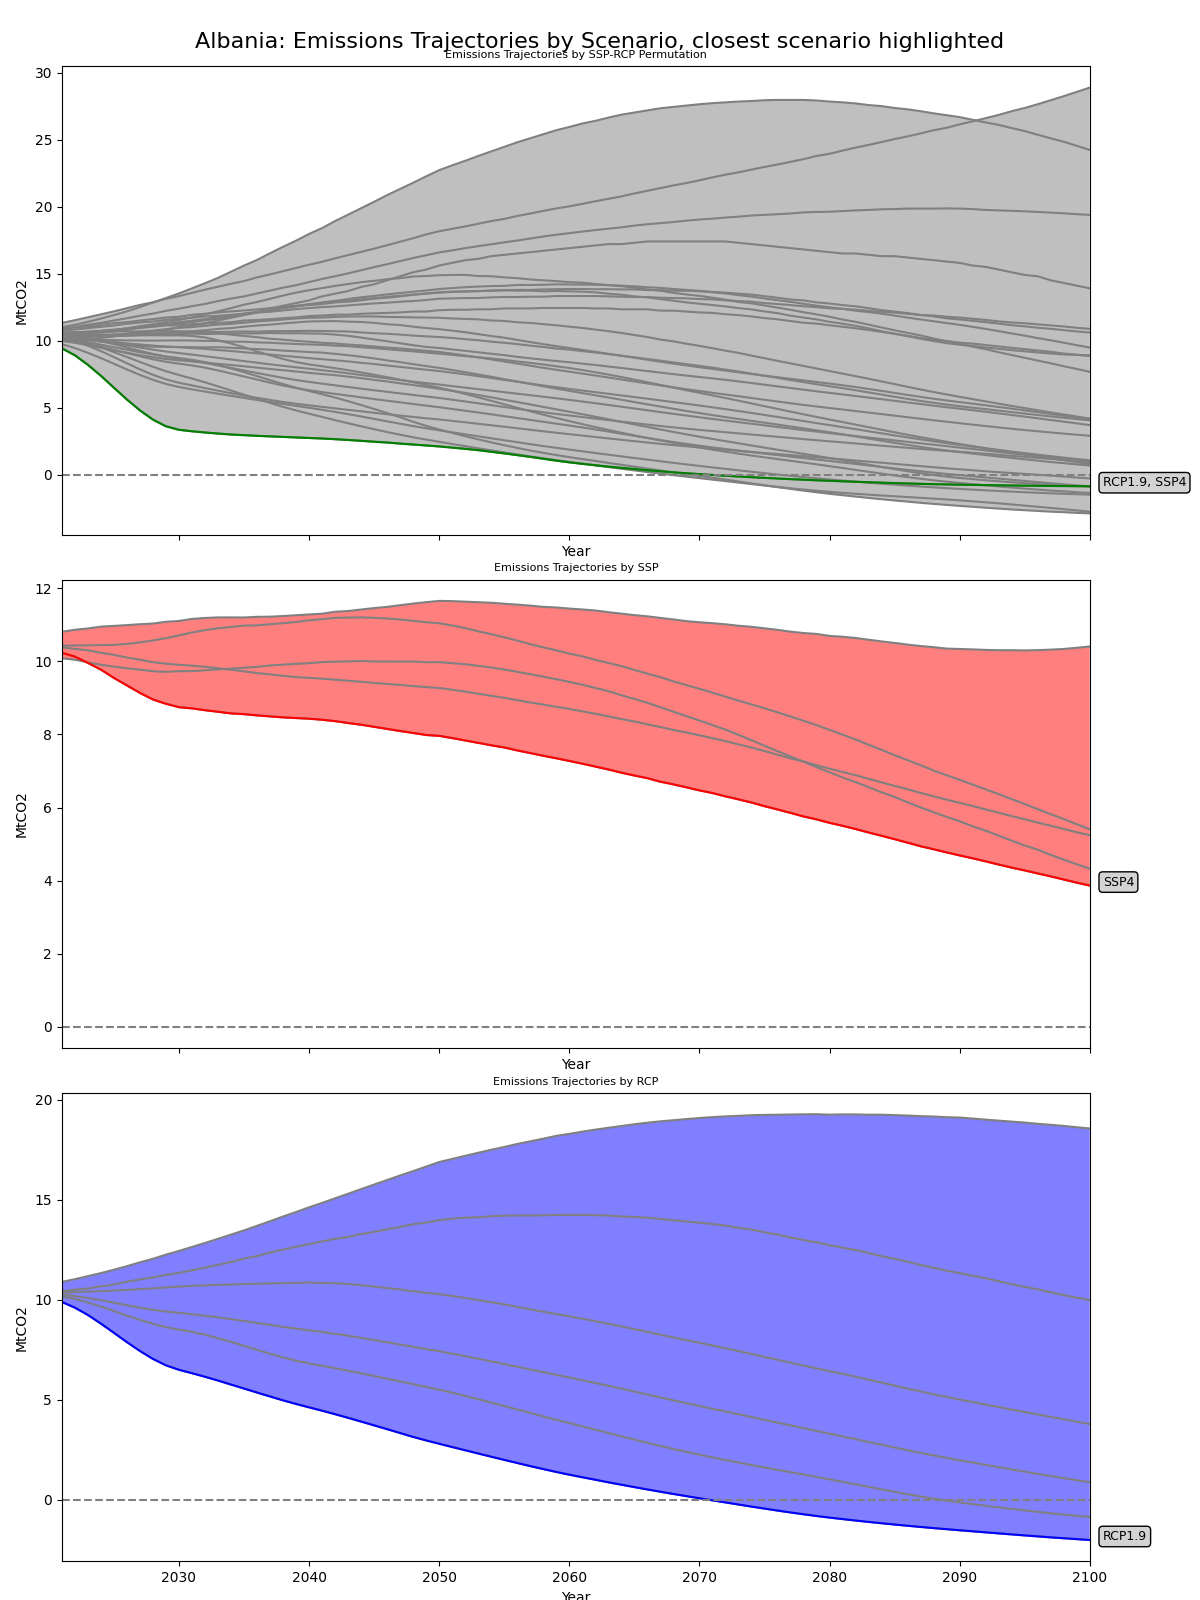 Albania: Emissions Trajectories by Scenario, closest scenario highlighted
Emissions Trajectories by SSP-RCP Permutation
30
25
20
15
10
5
0
MtCO2
RCP1.9, SSP4
Year
Emissions Trajectories by SSP
12
10
8
6
4
2
0
MtCO2
SSP4
Year
Emissions Trajectories by RCP
20
15
10
5
0
MtCO2
RCP1.9
2030 2040 2050 2060 2070 2080 2090 2100
Year